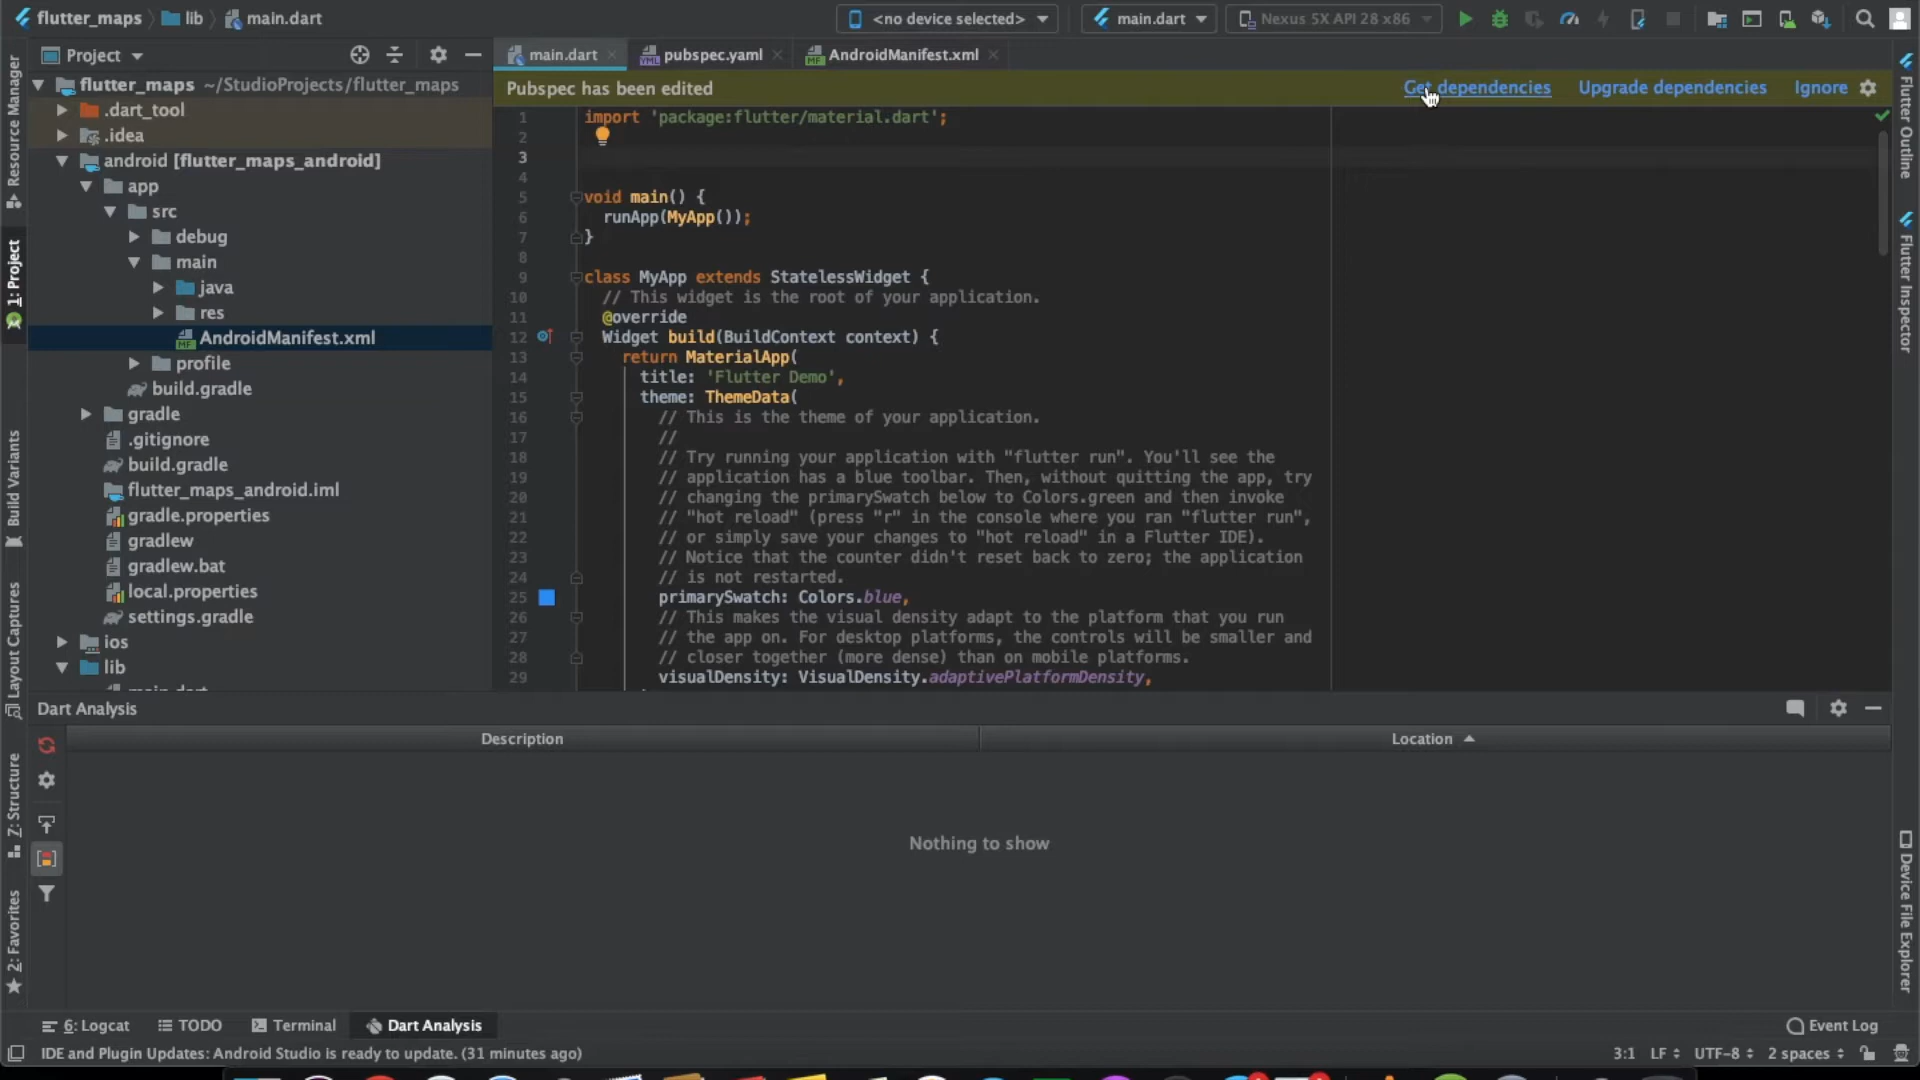 flutter_maps lib main.dart
<no device selected> main.dart Nexus 5X API 28 x86
Project
main.dart pubspec.yaml AndroidManifest.xml
Pubspec has been edited
Get dependencies Upgrade dependencies Ignore
flutter_maps ~/StudioProjects/flutter_maps
.dart_tool
.idea
android [flutter_maps_android]
app
src
debug
main
java
res
AndroidManifest.xml
profile
build.gradle
gradle
.gitignore
build.gradle
flutter_maps_android.iml
gradle.properties
gradlew
gradlew.bat
local.properties
settings.gradle
ios
lib
main.dart
1 import 'package:flutter/material.dart';
2
3
4
5 void main() {
6 runApp(MyApp());
7 }
8
9 class MyApp extends StatelessWidget {
10 // This widget is the root of your application.
11 @override
12 Widget build(BuildContext context) {
13 return MaterialApp(
14 title: 'Flutter Demo',
15 theme: ThemeData(
16 // This is the theme of your application.
17 //
18 // Try running your application with "flutter run". You'll see the
19 // application has a blue toolbar. Then, without quitting the app, try
20 // changing the primarySwatch below to Colors.green and then invoke
21 // "hot reload" (press "r" in the console where you ran "flutter run",
22 // or simply save your changes to "hot reload" in a Flutter IDE).
23 // Notice that the counter didn't reset back to zero; the application
24 // is not restarted.
25 primarySwatch: Colors.blue,
26 // This makes the visual density adapt to the platform that you run
27 // the app on. For desktop platforms, the controls will be smaller and
28 // closer together (more dense) than on mobile platforms.
29 visualDensity: VisualDensity.adaptivePlatformDensity,
Resource Manager
1: Project
Build Variants
Layout Captures
Z: Structure
2: Favorites
Flutter Outline
Flutter Inspector
Device File Explorer
Dart Analysis
Description Location
Nothing to show
6: Logcat TODO Terminal Dart Analysis Event Log
IDE and Plugin Updates: Android Studio is ready to update. (31 minutes ago) 3:1 LF UTF-8 2 spaces